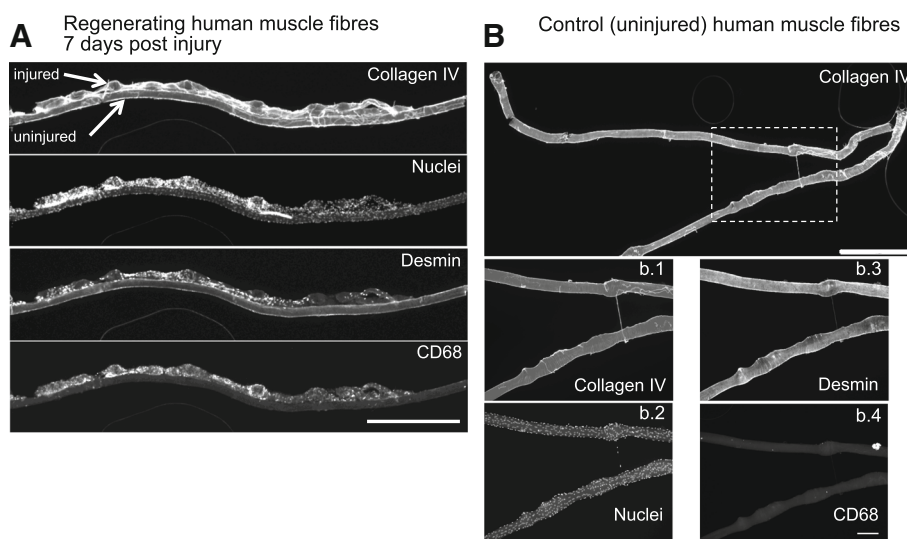 A
Regenerating human muscle fibres
7 days post injury
injured
uninjured
Collagen IV
Nuclei
Desmin
CD68
B
Control (uninjured) human muscle fibres
Collagen IV
b.1
Collagen IV
b.3
Desmin
b.2
Nuclei
b.4
CD68